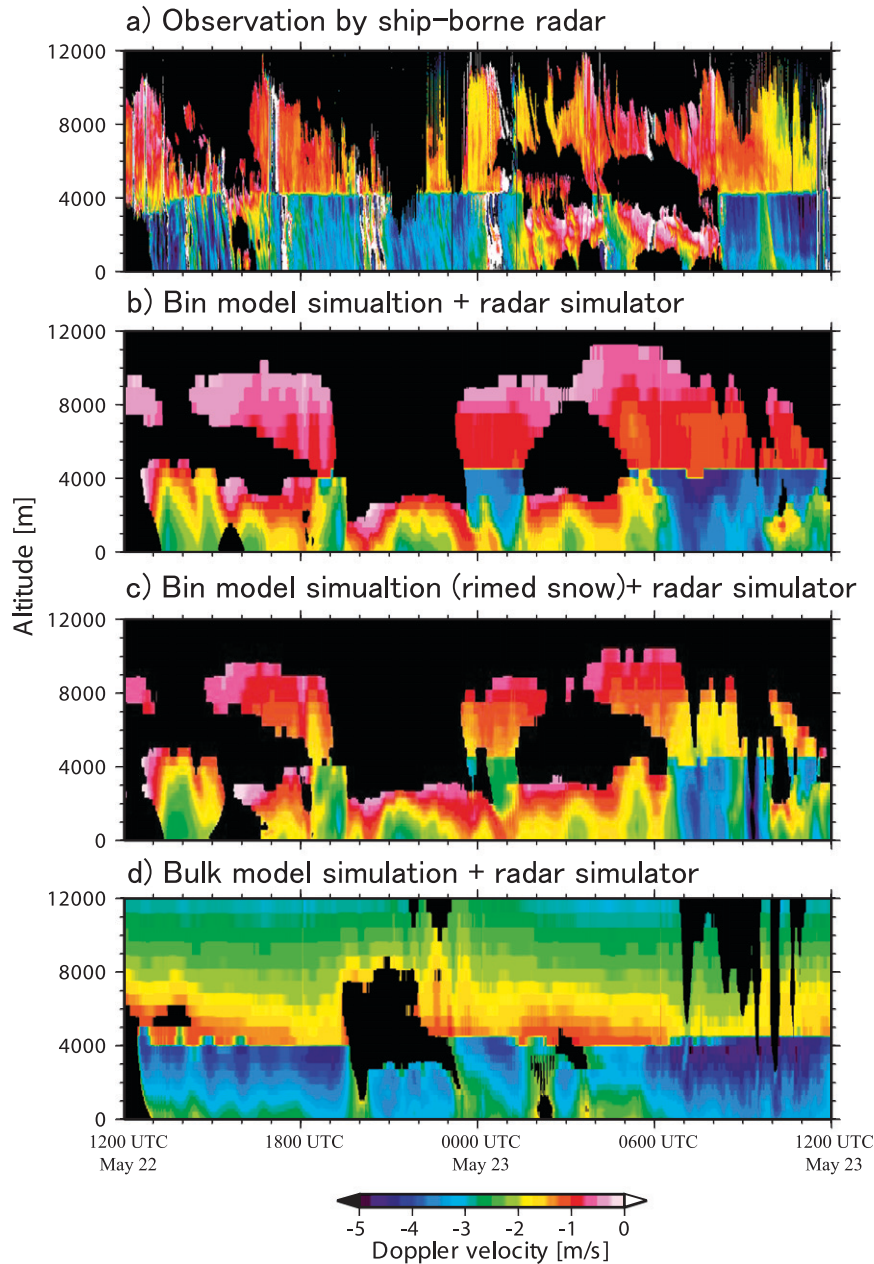 a) Observation by ship-borne radar
12000
8000
4000
0
b) Bin model simualtion + radar simulator
12000
8000
4000
0
c) Bin model simualtion (rimed snow)+ radar simulator
12000
8000
4000
0
d) Bulk model simulation + radar simulator
12000
8000
4000
0
Altitude [m]
1200 UTC 1800 UTC 0000 UTC 0600 UTC 1200 UTC
May 22 May 23 May 23
-5 -4 -3 -2 -1 0
Doppler velocity [m/s]